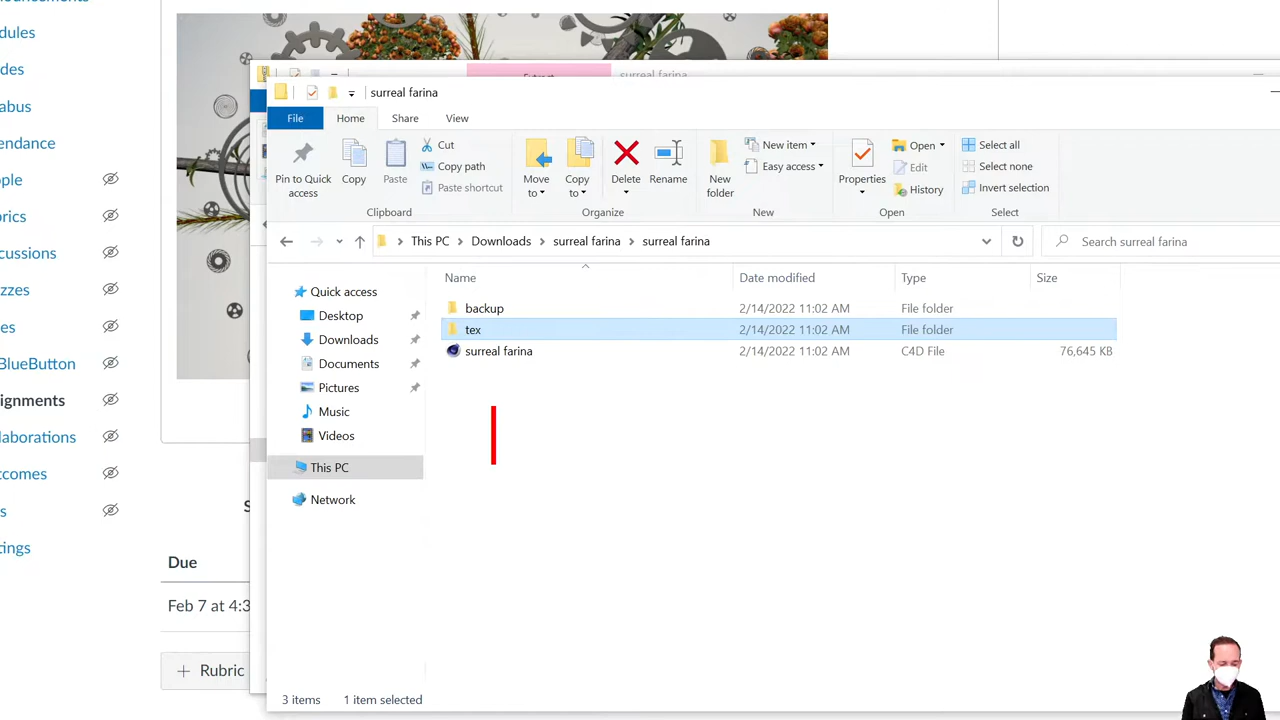 dules
des
abus
endance
ple
rics
cussions
zzes
es
BlueButton
ignments
laborations
tcomes
s
tings
surreal farina
surreal farina
File
Home
Share
View
Pin to Quick access
Copy
Paste
Cut
Copy path
Paste shortcut
Clipboard
Move to
Copy to
Delete
Rename
Organize
New folder
New item
Easy access
New
Properties
Open
Edit
History
Open
Select all
Select none
Invert selection
Select
This PC
Downloads
surreal farina
surreal farina
Search surreal farina
Name
Date modified
Type
Size
backup
2/14/2022 11:02 AM
File folder
tex
2/14/2022 11:02 AM
File folder
surreal farina
2/14/2022 11:02 AM
C4D File
76,645 KB
Quick access
Desktop
Downloads
Documents
Pictures
Music
Videos
This PC
Network
S
Due
Feb 7 at 4:3
+ Rubric
3 items
1 item selected